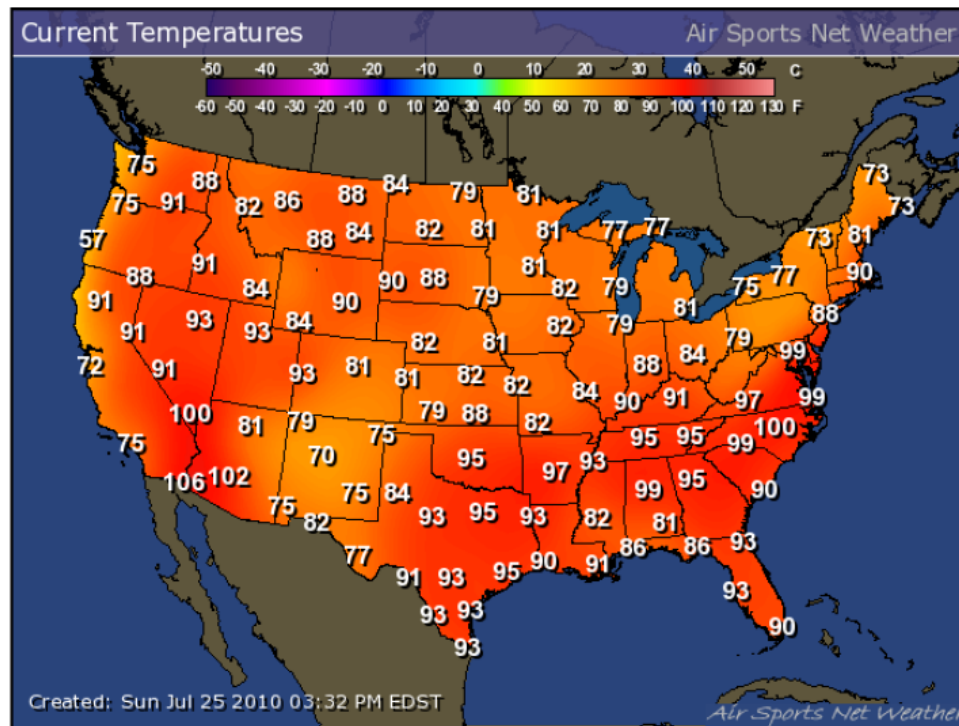 Current Temperatures Air Sports Net Weather
-50 -40 -30 -20 -10 0 10 20 30 40 50 C
-60 -50 -40 -30 -20 -10 0 10 20 30 40 50 60 70 80 90 100 110 120 130 F
75 88 84 73
75 91 82 86 88 79 81 73
57 88 84 82 81 81 77 77 73 81
91 90 88 81 77 90
88 84 79 82 79 75
91 90 81
93 84 82 79 88
91 93 82 81 79 99
72 91 93 81 81 82 82 84 88 84
79 88 90 91 97 99
100 81 79 82
75 75 95 95 99 100
70 95 93
106 102 97 99 95
75 75 84 90
82 93 95 93 82 81
77 90 91 86 86 93
91 93 95
93 93 93
90
93
Created: Sun Jul 25 2010 03:32 PM EDST
Air Sports Net Weather